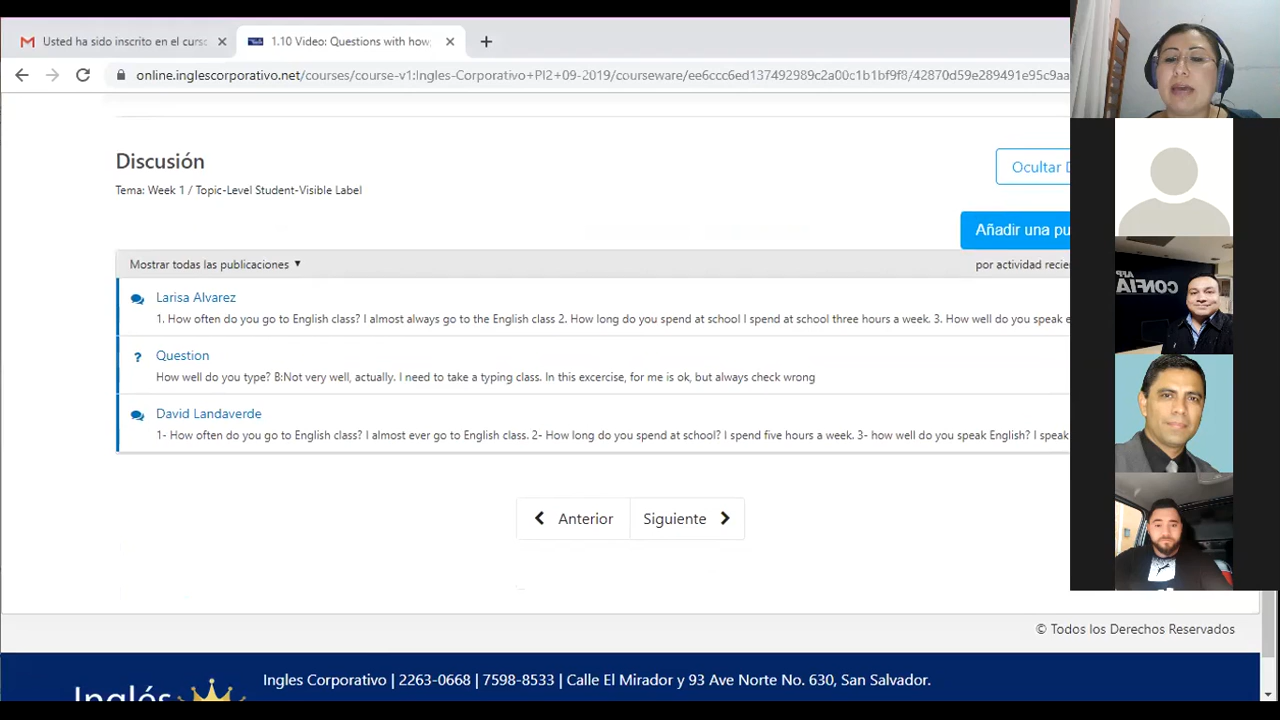 Usted ha sido inscrito en el curso
1.10 Video: Questions with how
online.inglescorporativo.net/courses/course-v1:Ingles-Corporativo+PI2+09-2019/courseware/ee6ccc6ed137492989c2a00c1b1bf9f8/42870d59e289491e95c9aa
Discusión
Ocultar D
Tema: Week 1 / Topic-Level Student-Visible Label
Añadir una pu
Mostrar todas las publicaciones
por actividad recie
Larisa Alvarez
1. How often do you go to English class? I almost always go to the English class 2. How long do you spend at school I spend at school three hours a week. 3. How well do you speak e
Question
How well do you type? B:Not very well, actually. I need to take a typing class. In this excercise, for me is ok, but always check wrong
David Landaverde
1- How often do you go to English class? I almost ever go to English class. 2- How long do you spend at school? I spend five hours a week. 3- how well do you speak English? I speak
Anterior
Siguiente
© Todos los Derechos Reservados
Inglés
Ingles Corporativo | 2263-0668 | 7598-8533 | Calle El Mirador y 93 Ave Norte No. 630, San Salvador.
AFP
CONFIA